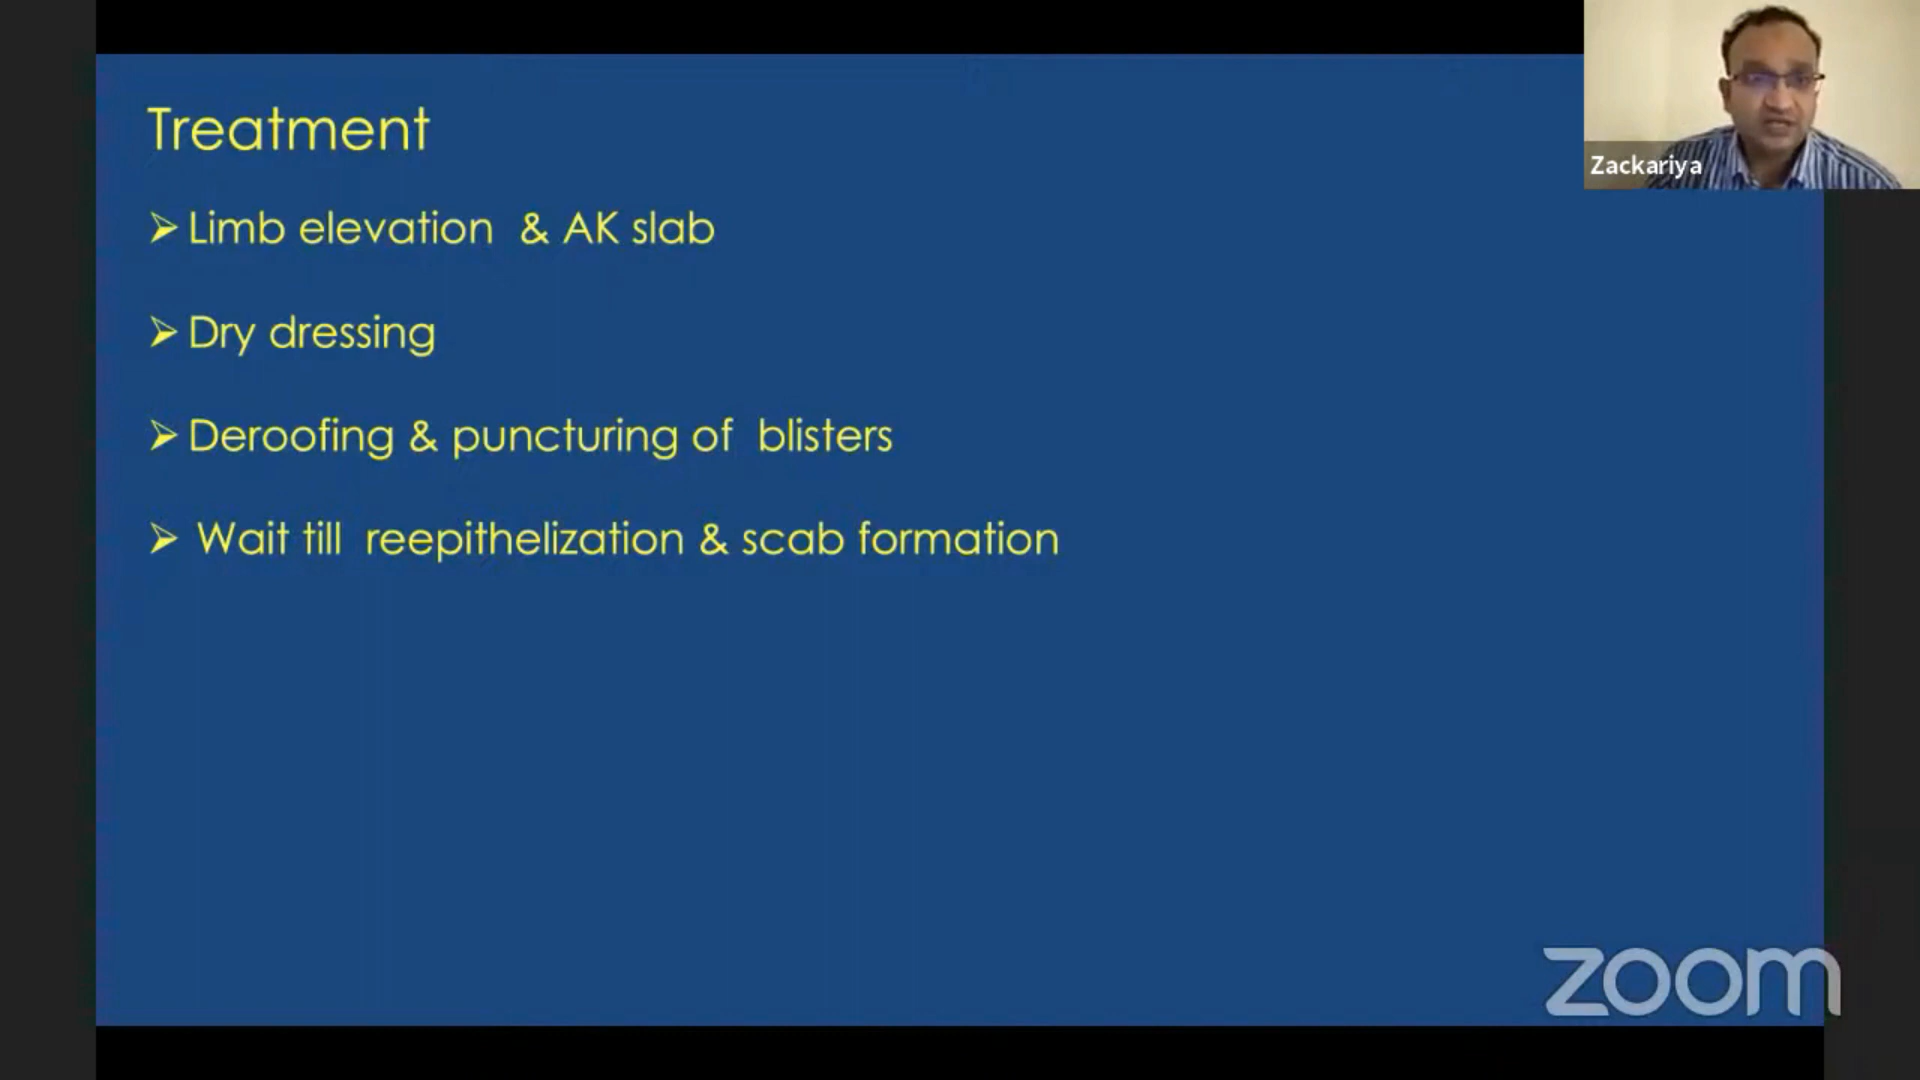 Treatment
Limb elevation & AK slab
Dry dressing
Deroofing & puncturing of blisters
Wait till reepithelization & scab formation
Zackariya
zoom